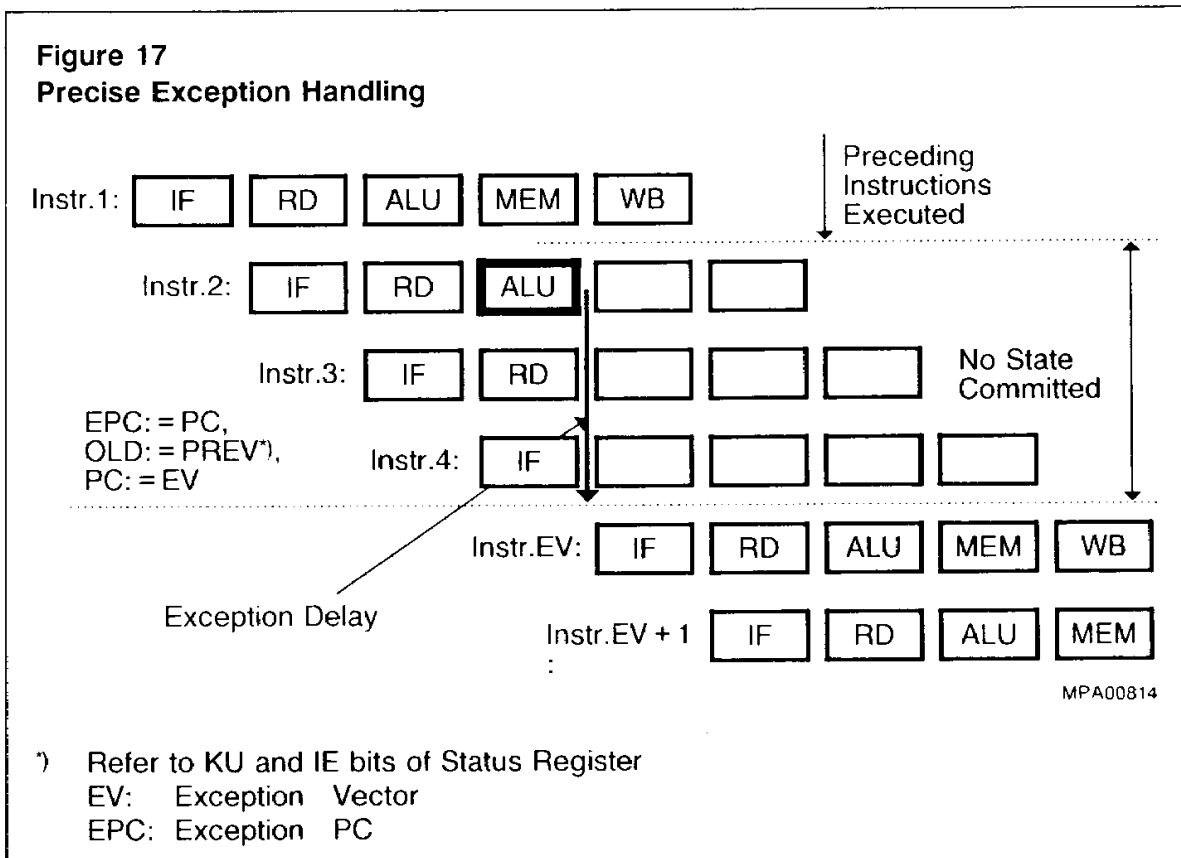 Figure 17
Precise Exception Handling
Preceding
Instructions
Executed
Instr.1: IF RD ALU MEM WB
Instr.2: IF RD ALU
Instr.3: IF RD
No State
Committed
EPC: = PC,
OLD: = PREV*),
PC: = EV
Instr.4: IF
Instr.EV: IF RD ALU MEM WB
Exception Delay
Instr.EV + 1 IF RD ALU MEM
:
MPA00814
*) Refer to KU and IE bits of Status Register
EV: Exception Vector
EPC: Exception PC